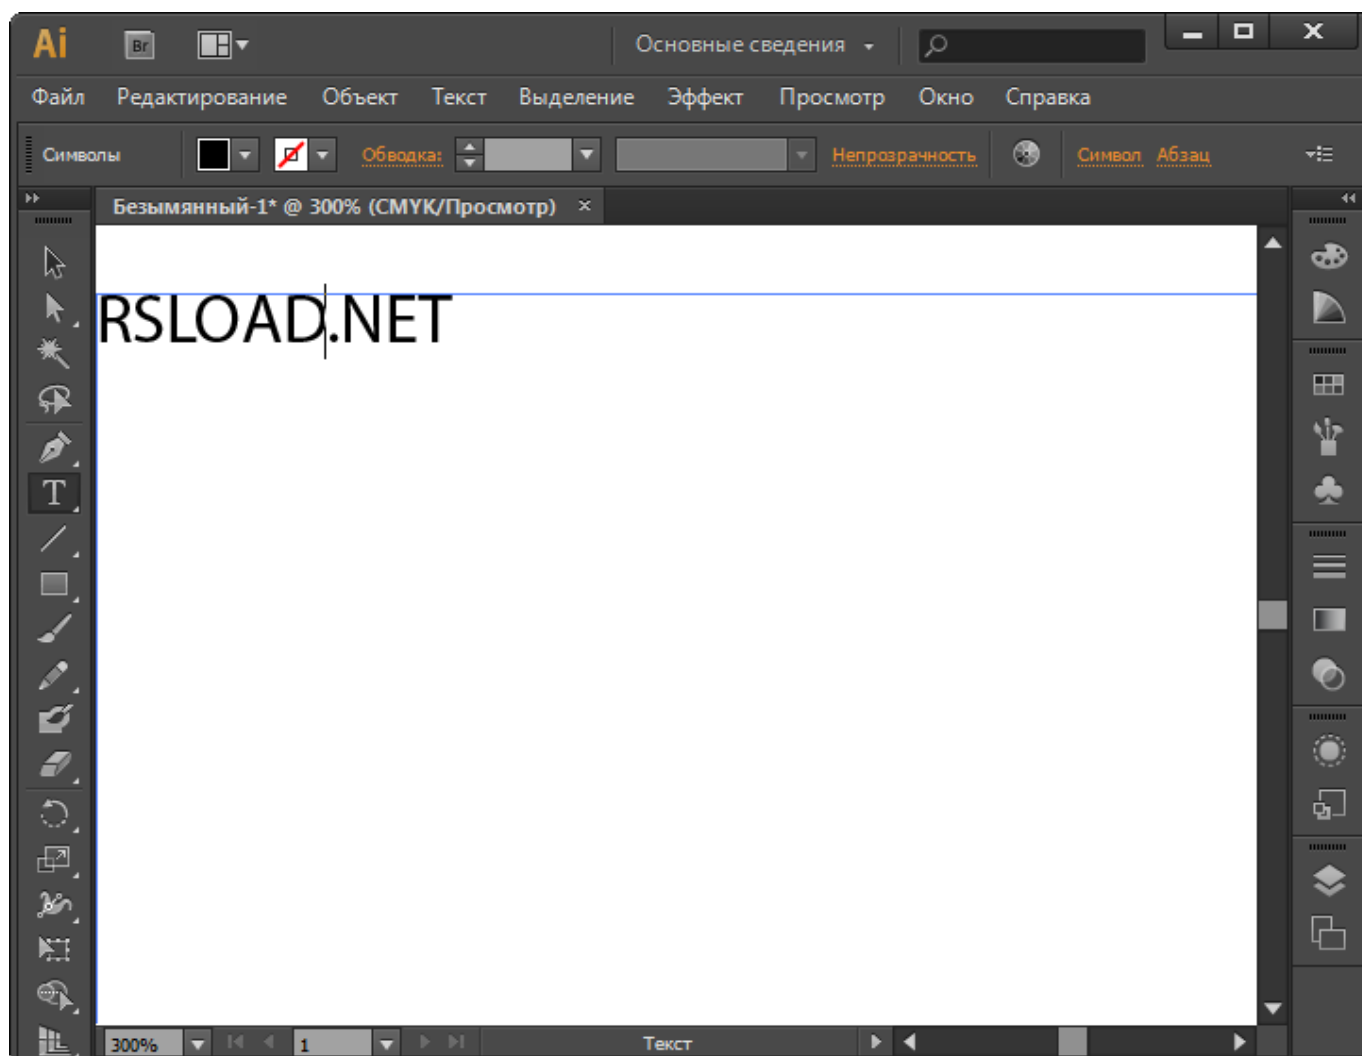 Ai Br Основные сведения
Файл Редактирование Объект Текст Выделение Эффект Просмотр Окно Справка
Символы Обводка: Непрозрачность Символ Абзац
Безымянный-1* @ 300% (CMYK/Просмотр) ×
RSLOAD.NET
T
300% 1 Текст